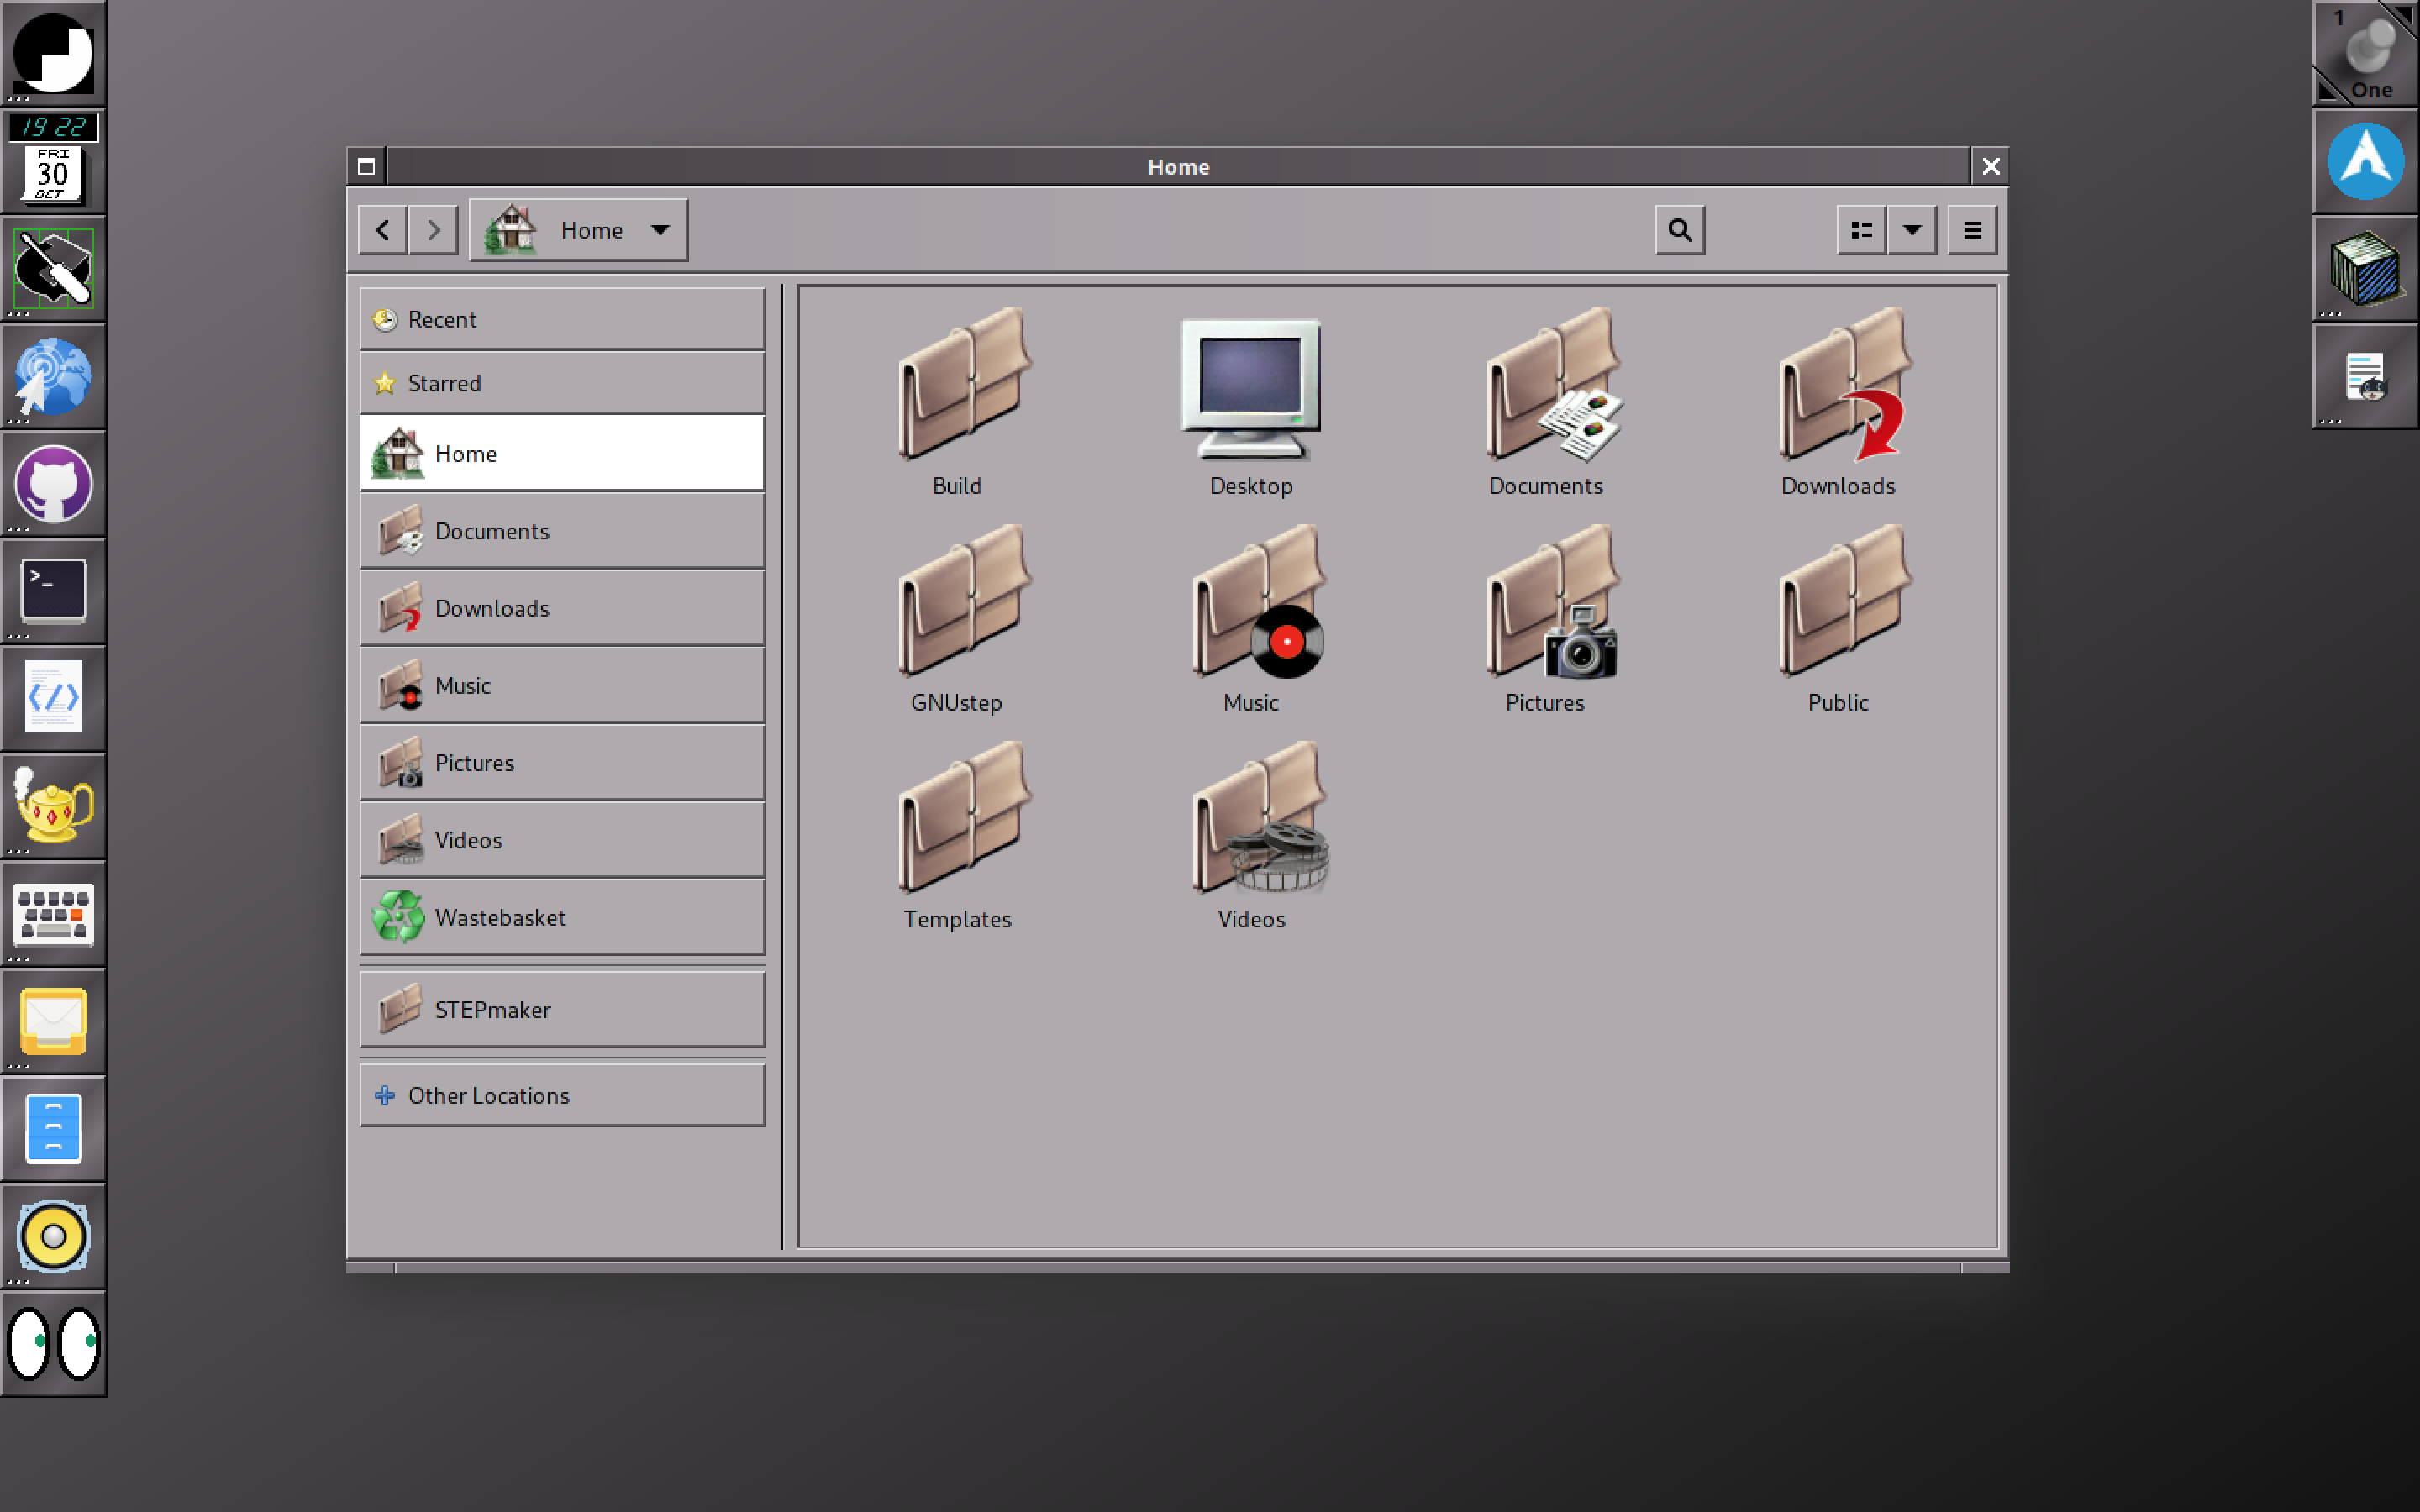 19 22
FRI
30
OCT
>_
</>
1
One
Home
Home
Recent
Starred
Home
Documents
Downloads
Music
Pictures
Videos
Wastebasket
STEPmaker
Other Locations
Build
Desktop
Documents
Downloads
GNUstep
Music
Pictures
Public
Templates
Videos